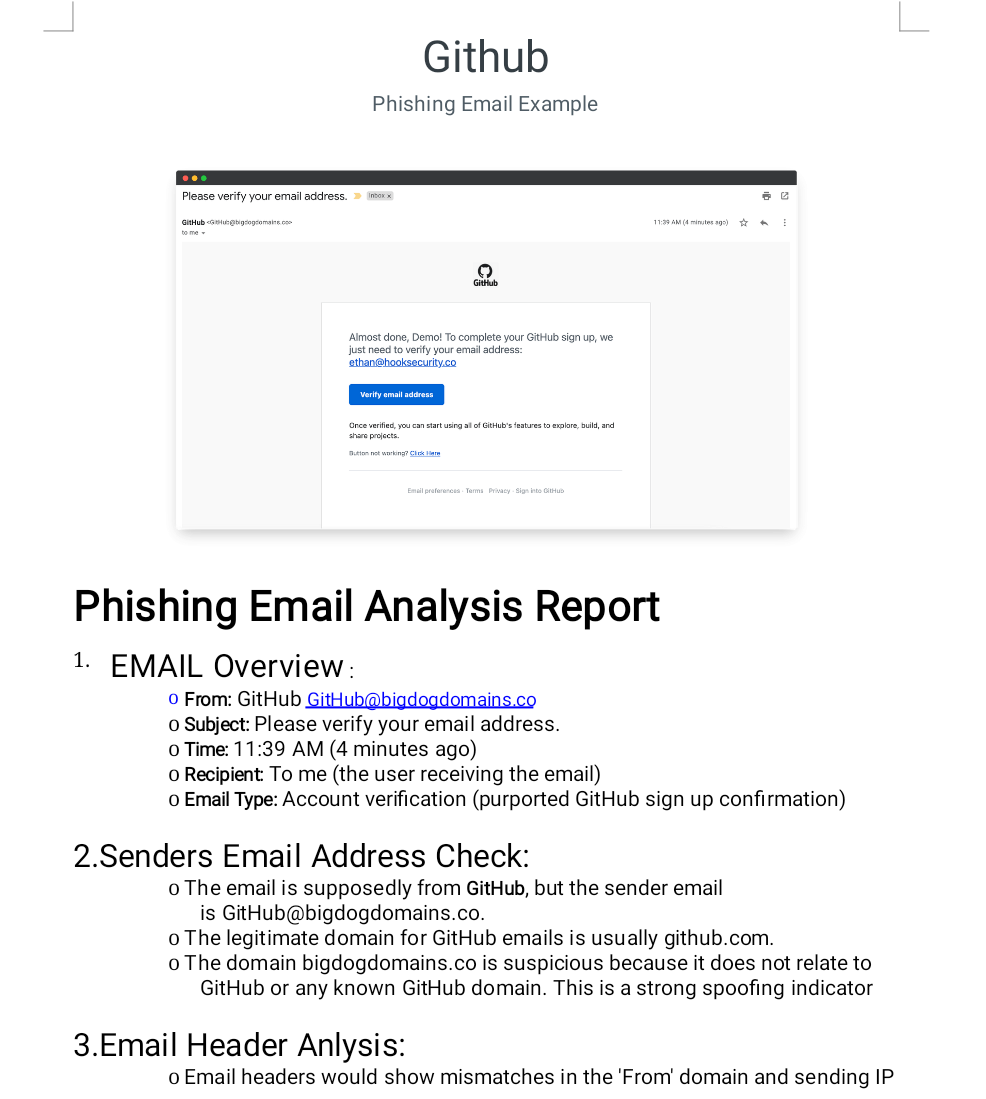 Github
Phishing Email Example
Please verify your email address. Inbox ×
GitHub <GitHub@bigdogdomains.co> 11:39 AM (4 minutes ago)
to me
GitHub
Almost done, Demo! To complete your GitHub sign up, we
just need to verify your email address:
ethan@hooksecurity.co
Verify email address
Once verified, you can start using all of GitHub's features to explore, build, and
share projects.
Button not working? Click Here
Email preferences · Terms · Privacy · Sign into GitHub
Phishing Email Analysis Report
1. EMAIL Overview :
o From: GitHub GitHub@bigdogdomains.co
o Subject: Please verify your email address.
o Time: 11:39 AM (4 minutes ago)
o Recipient: To me (the user receiving the email)
o Email Type: Account verification (purported GitHub sign up confirmation)
2.Senders Email Address Check:
o The email is supposedly from GitHub, but the sender email
is GitHub@bigdogdomains.co.
o The legitimate domain for GitHub emails is usually github.com.
o The domain bigdogdomains.co is suspicious because it does not relate to
GitHub or any known GitHub domain. This is a strong spoofing indicator
3.Email Header Anlysis:
o Email headers would show mismatches in the 'From' domain and sending IP